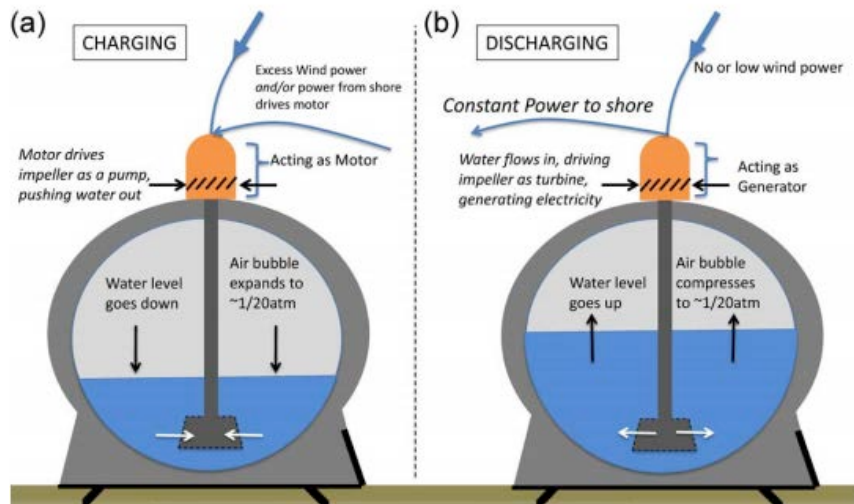 (a)
CHARGING
Excess Wind power
and/or power from shore
drives motor
Motor drives
impeller as a pump,
pushing water out
Acting as Motor
Water level
goes down
Air bubble
expands to
~1/20atm
(b)
DISCHARGING
No or low wind power
Constant Power to shore
Water flows in, driving
impeller as turbine,
generating electricity
Acting as
Generator
Water level
goes up
Air bubble
compresses
to ~1/20atm